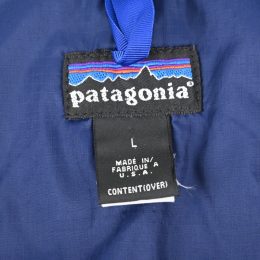 patagonia®
L
MADE IN/
FABRIQUE A
U.S.A.
CONTENT(OVER)